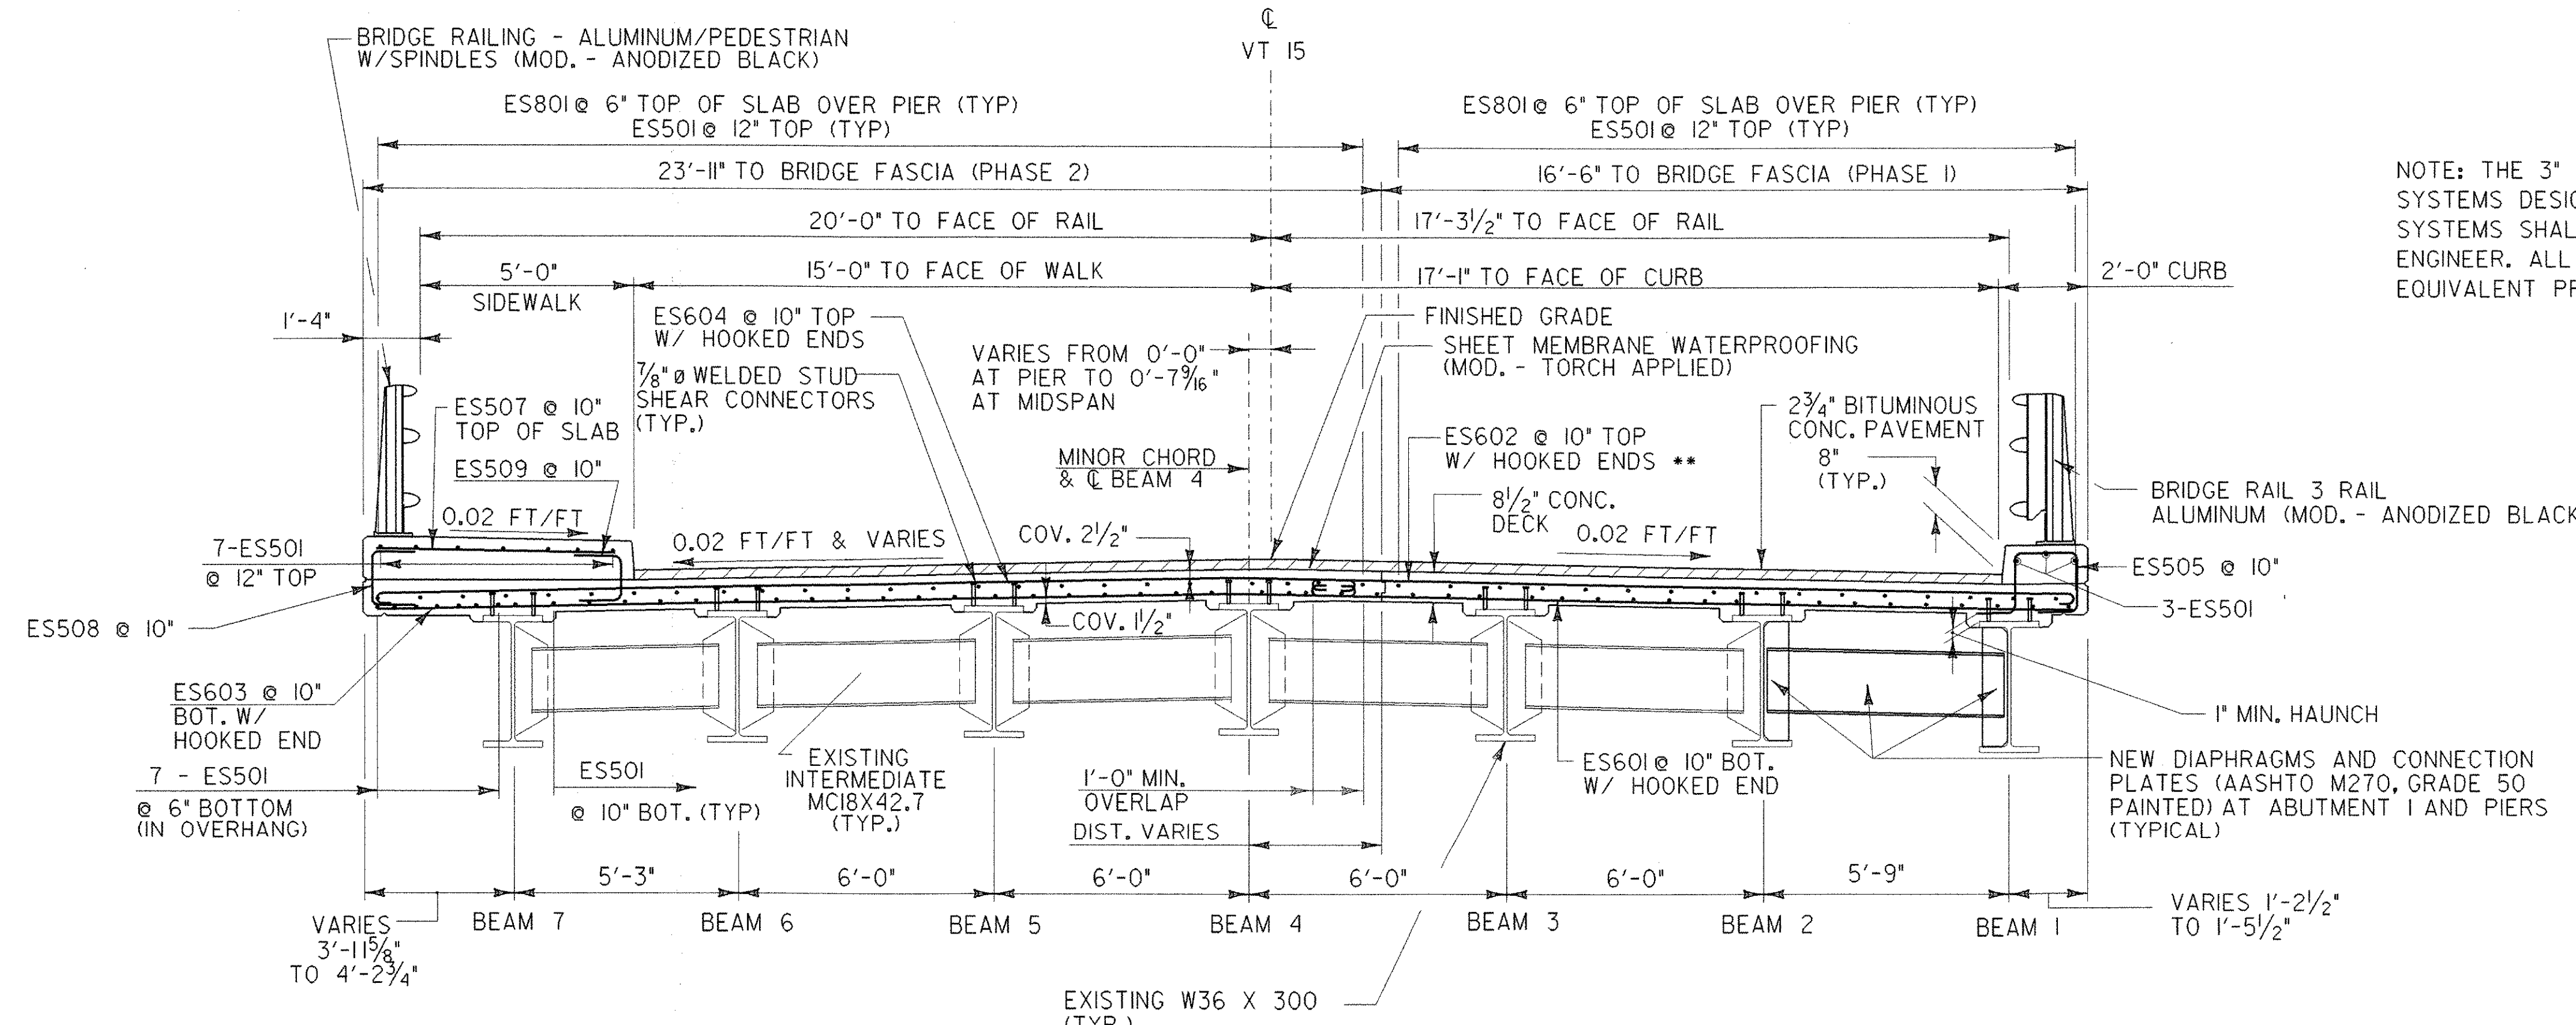 ℄
VT 15
BRIDGE RAILING - ALUMINUM/PEDESTRIAN
W/SPINDLES (MOD. - ANODIZED BLACK)
ES801 @ 6" TOP OF SLAB OVER PIER (TYP)
ES501 @ 12" TOP (TYP)
ES801 @ 6" TOP OF SLAB OVER PIER (TYP)
ES501 @ 12" TOP (TYP)
23'-11" TO BRIDGE FASCIA (PHASE 2)
16'-6" TO BRIDGE FASCIA (PHASE 1)
20'-0" TO FACE OF RAIL
17'-3½" TO FACE OF RAIL
5'-0"
SIDEWALK
15'-0" TO FACE OF WALK
17'-1" TO FACE OF CURB
2'-0" CURB
NOTE: THE 3"
SYSTEMS DESIG
SYSTEMS SHAL
ENGINEER. ALL
EQUIVALENT PR
1'-4"
ES604 @ 10" TOP
W/ HOOKED ENDS
⅞" ø WELDED STUD
SHEAR CONNECTORS
(TYP.)
VARIES FROM 0'-0"
AT PIER TO 0'-7 9/16"
AT MIDSPAN
FINISHED GRADE
SHEET MEMBRANE WATERPROOFING
(MOD. - TORCH APPLIED)
ES507 @ 10"
TOP OF SLAB
ES509 @ 10"
MINOR CHORD
& ℄ BEAM 4
ES602 @ 10" TOP
W/ HOOKED ENDS **
2¾" BITUMINOUS
CONC. PAVEMENT
8"
(TYP.)
8½" CONC.
DECK
BRIDGE RAIL 3 RAIL
ALUMINUM (MOD. - ANODIZED BLACK
0.02 FT/FT
0.02 FT/FT & VARIES
COV. 2½"
0.02 FT/FT
7-ES501
@ 12" TOP
ES505 @ 10"
3-ES501
ES508 @ 10"
COV. 1½"
ES603 @ 10"
BOT. W/
HOOKED END
1" MIN. HAUNCH
7 - ES501
@ 6" BOTTOM
(IN OVERHANG)
ES501
@ 10" BOT. (TYP)
EXISTING
INTERMEDIATE
MC18X42.7
(TYP.)
1'-0" MIN.
OVERLAP
DIST. VARIES
ES601 @ 10" BOT.
W/ HOOKED END
NEW DIAPHRAGMS AND CONNECTION
PLATES (AASHTO M270, GRADE 50
PAINTED) AT ABUTMENT 1 AND PIERS
(TYPICAL)
5'-3"
6'-0"
6'-0"
6'-0"
6'-0"
5'-9"
VARIES
3'-11⅝"
TO 4'-2¾"
BEAM 7
BEAM 6
BEAM 5
BEAM 4
BEAM 3
BEAM 2
BEAM 1
VARIES 1'-2½"
TO 1'-5½"
EXISTING W36 X 300
(TYP.)